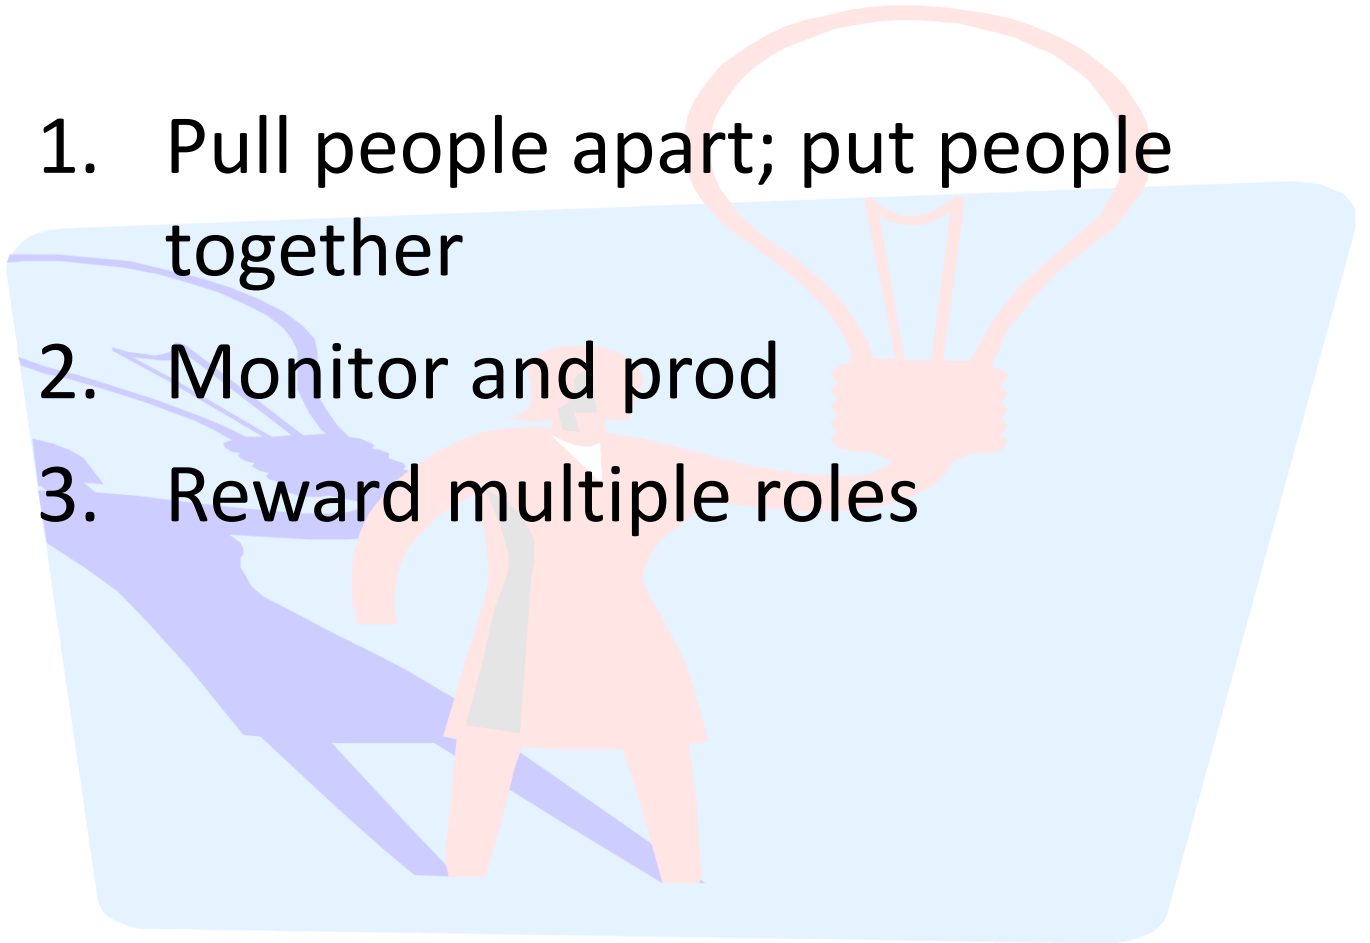 1. Pull people apart; put people
together
2. Monitor and prod
3. Reward multiple roles